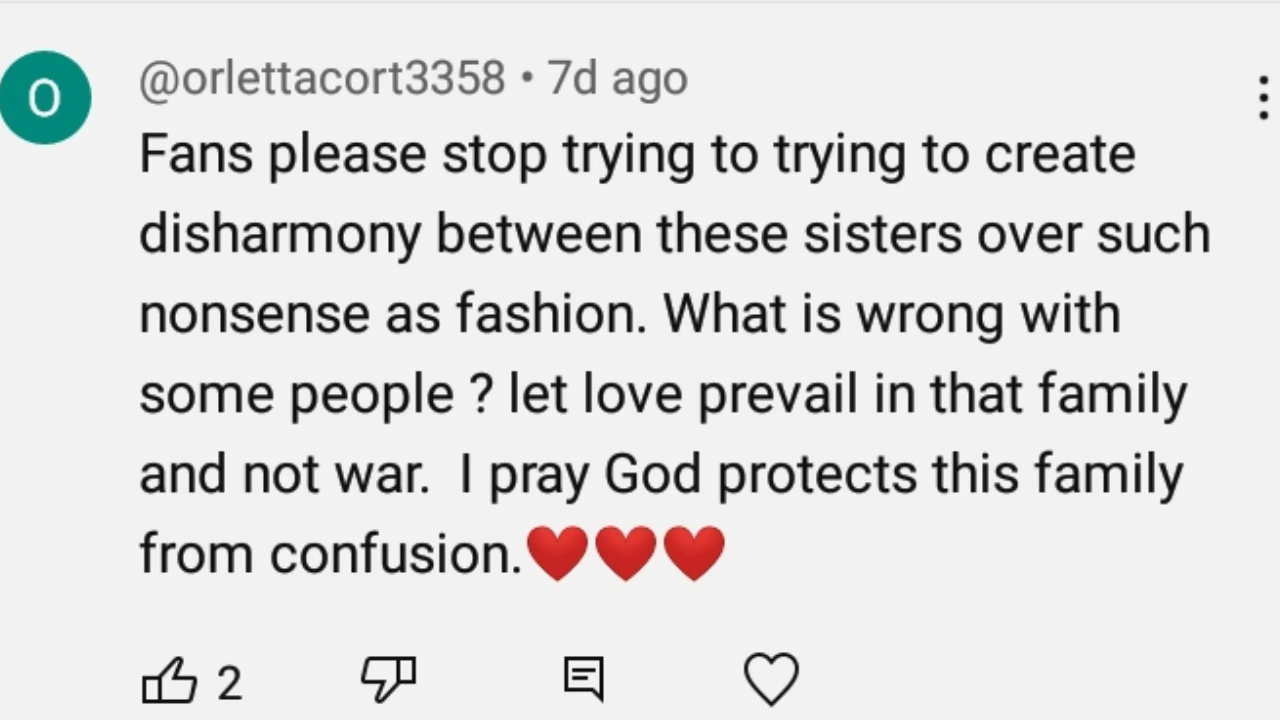 O
@orlettacort3358 • 7d ago
Fans please stop trying to trying to create
disharmony between these sisters over such
nonsense as fashion. What is wrong with
some people ? let love prevail in that family
and not war.  I pray God protects this family
from confusion.❤️❤️❤️
2